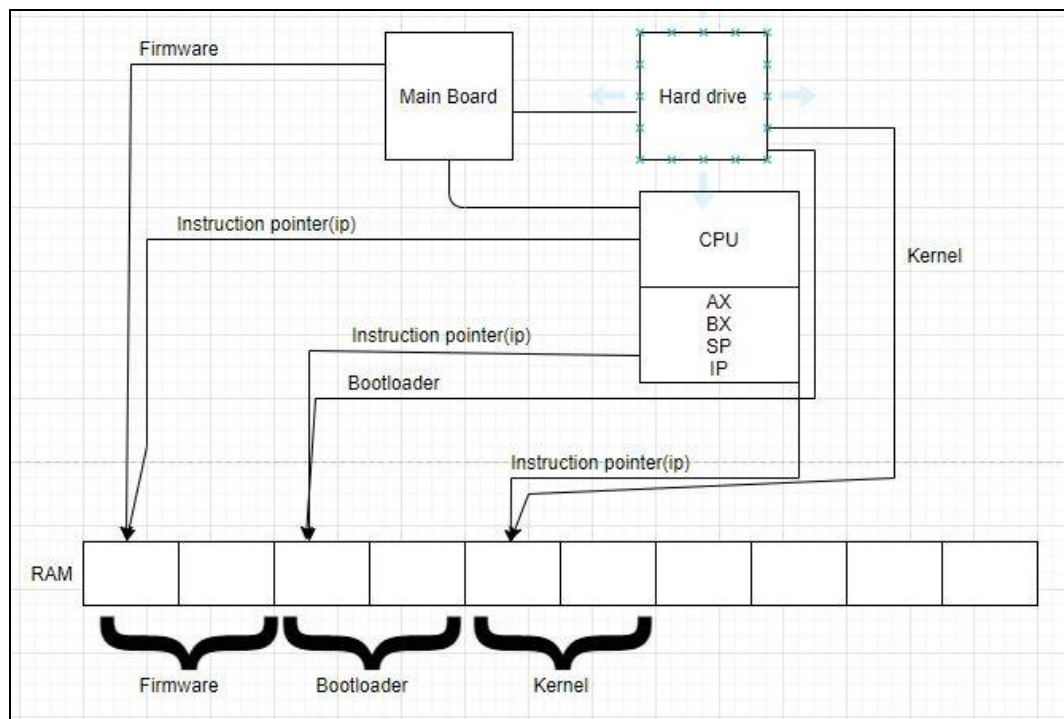 Firmware
Main Board
Hard drive
Instruction pointer(ip)
CPU
Kernel
AX
BX
SP
IP
Instruction pointer(ip)
Bootloader
Instruction pointer(ip)
RAM
Firmware
Bootloader
Kernel